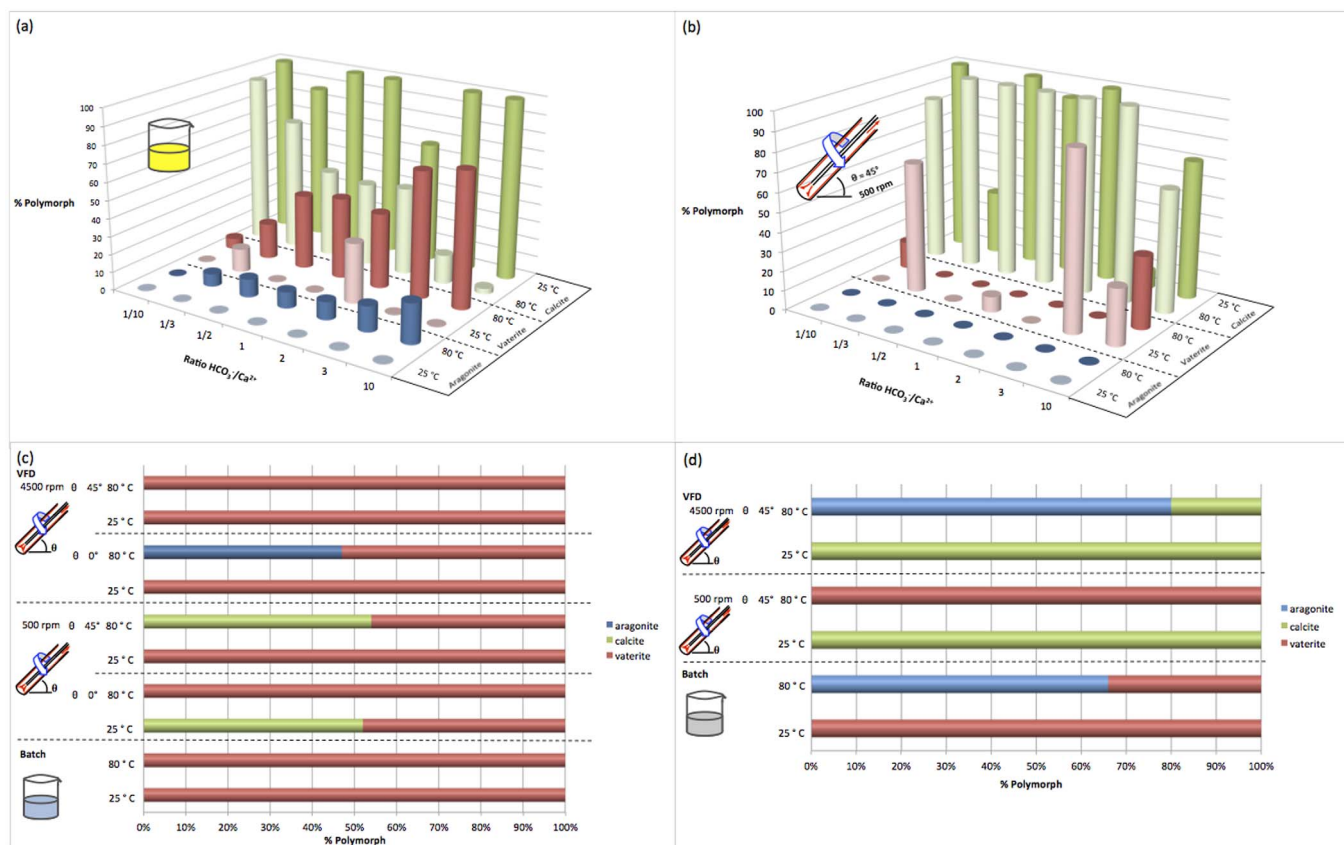 (a)
100
90
80
70
60
50
40
30
20
10
0
% Polymorph
1/10
1/3
1/2
1
2
3
10
Ratio HCO₃⁻/Ca²⁺
25 °C
80 °C
Calcite
80 °C
25 °C
Vaterite
80 °C
25 °C
Aragonite
(b)
100
90
80
70
60
50
40
30
20
10
0
% Polymorph
θ = 45°
500 rpm
1/10
1/3
1/2
1
2
3
10
Ratio HCO₃⁻/Ca²⁺
25 °C
80 °C
Calcite
80 °C
25 °C
Vaterite
80 °C
25 °C
Aragonite
(c)
VFD
4500 rpm θ 45° 80 °C
25 °C
θ
θ 0° 80 °C
25 °C
500 rpm θ 45° 80 °C
25 °C
θ
θ 0° 80 °C
25 °C
Batch
80 °C
25 °C
0% 10% 20% 30% 40% 50% 60% 70% 80% 90% 100%
% Polymorph
aragonite
calcite
vaterite
(d)
VFD
4500 rpm θ 45° 80 °C
θ
25 °C
500 rpm θ 45° 80 °C
θ
25 °C
Batch
80 °C
25 °C
0% 10% 20% 30% 40% 50% 60% 70% 80% 90% 100%
% Polymorph
aragonite
calcite
vaterite